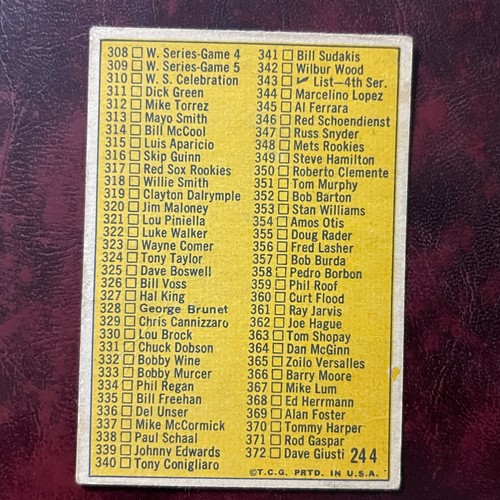 308 W. Series-Game 4
309 W. Series-Game 5
310 W. S. Celebration
311 Dick Green
312 Mike Torrez
313 Mayo Smith
314 Bill McCool
315 Luis Aparicio
316 Skip Guinn
317 Red Sox Rookies
318 Willie Smith
319 Clayton Dalrymple
320 Jim Maloney
321 Lou Piniella
322 Luke Walker
323 Wayne Comer
324 Tony Taylor
325 Dave Boswell
326 Bill Voss
327 Hal King
328 George Brunet
329 Chris Cannizzaro
330 Lou Brock
331 Chuck Dobson
332 Bobby Wine
333 Bobby Murcer
334 Phil Regan
335 Bill Freehan
336 Del Unser
337 Mike McCormick
338 Paul Schaal
339 Johnny Edwards
340 Tony Conigliaro
341 Bill Sudakis
342 Wilbur Wood
343 ✓ List—4th Ser.
344 Marcelino Lopez
345 Al Ferrara
346 Red Schoendienst
347 Russ Snyder
348 Mets Rookies
349 Steve Hamilton
350 Roberto Clemente
351 Tom Murphy
352 Bob Barton
353 Stan Williams
354 Amos Otis
355 Doug Rader
356 Fred Lasher
357 Bob Burda
358 Pedro Borbon
359 Phil Roof
360 Curt Flood
361 Ray Jarvis
362 Joe Hague
363 Tom Shopay
364 Dan McGinn
365 Zoilo Versalles
366 Barry Moore
367 Mike Lum
368 Ed Herrmann
369 Alan Foster
370 Tommy Harper
371 Rod Gaspar
372 Dave Giusti 244
©T.C.G. PRTD. IN U.S.A.